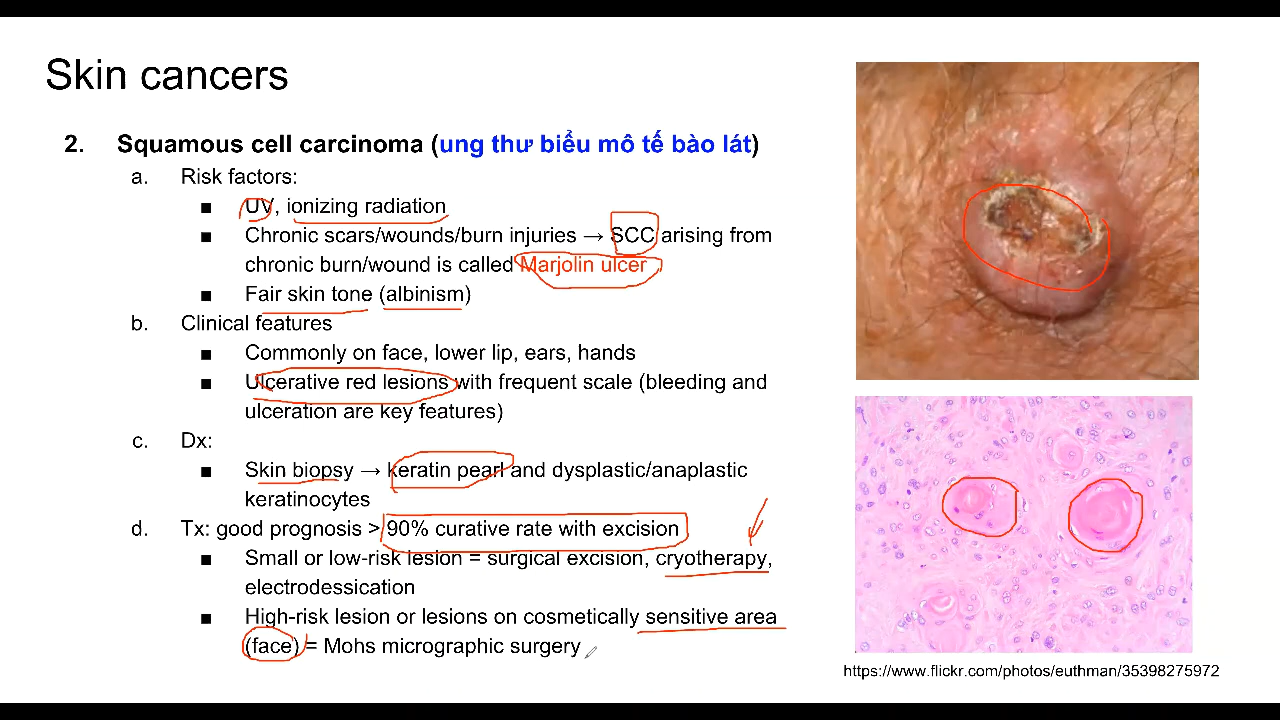 Skin cancers
2. Squamous cell carcinoma (ung thư biểu mô tế bào lát)
a. Risk factors:
■ UV, ionizing radiation
■ Chronic scars/wounds/burn injuries → SCC arising from
chronic burn/wound is called Marjolin ulcer
■ Fair skin tone (albinism)
b. Clinical features
■ Commonly on face, lower lip, ears, hands
■ Ulcerative red lesions with frequent scale (bleeding and
ulceration are key features)
c. Dx:
■ Skin biopsy → keratin pearl and dysplastic/anaplastic
keratinocytes
d. Tx: good prognosis > 90% curative rate with excision
■ Small or low-risk lesion = surgical excision, cryotherapy,
electrodessication
■ High-risk lesion or lesions on cosmetically sensitive area
(face) = Mohs micrographic surgery
https://www.flickr.com/photos/euthman/35398275972